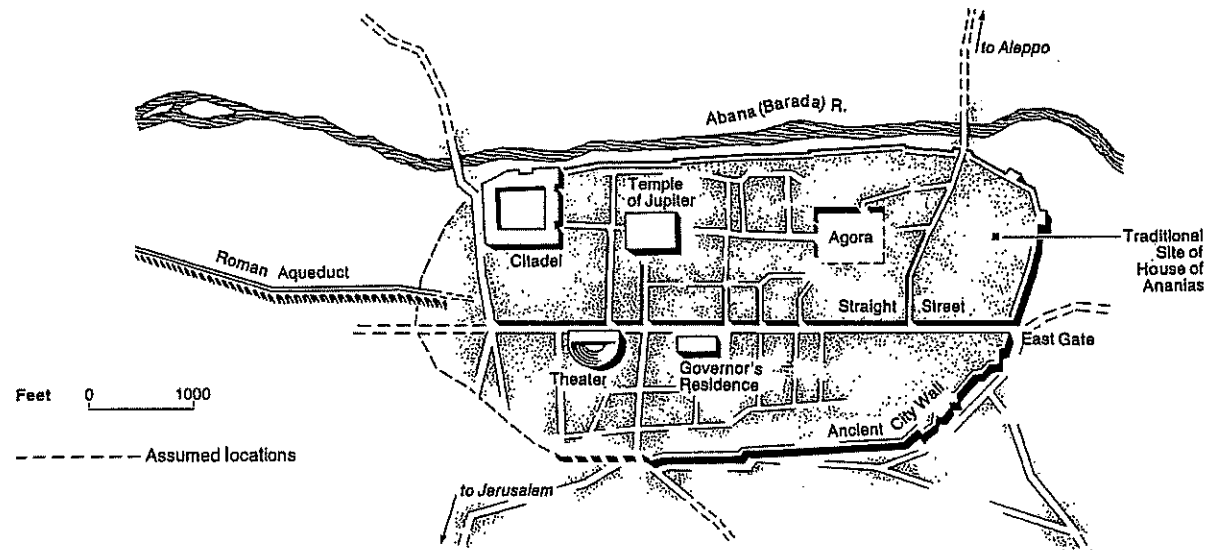 to Aleppo
Abana (Barada) R.
Temple
of Jupiter
Agora
Citadel
Traditional
Site of
House of
Ananias
Roman Aqueduct
Straight Street
East Gate
Theater
Governor's
Residence
Feet 0 1000
Ancient City Wall
Assumed locations
to Jerusalem